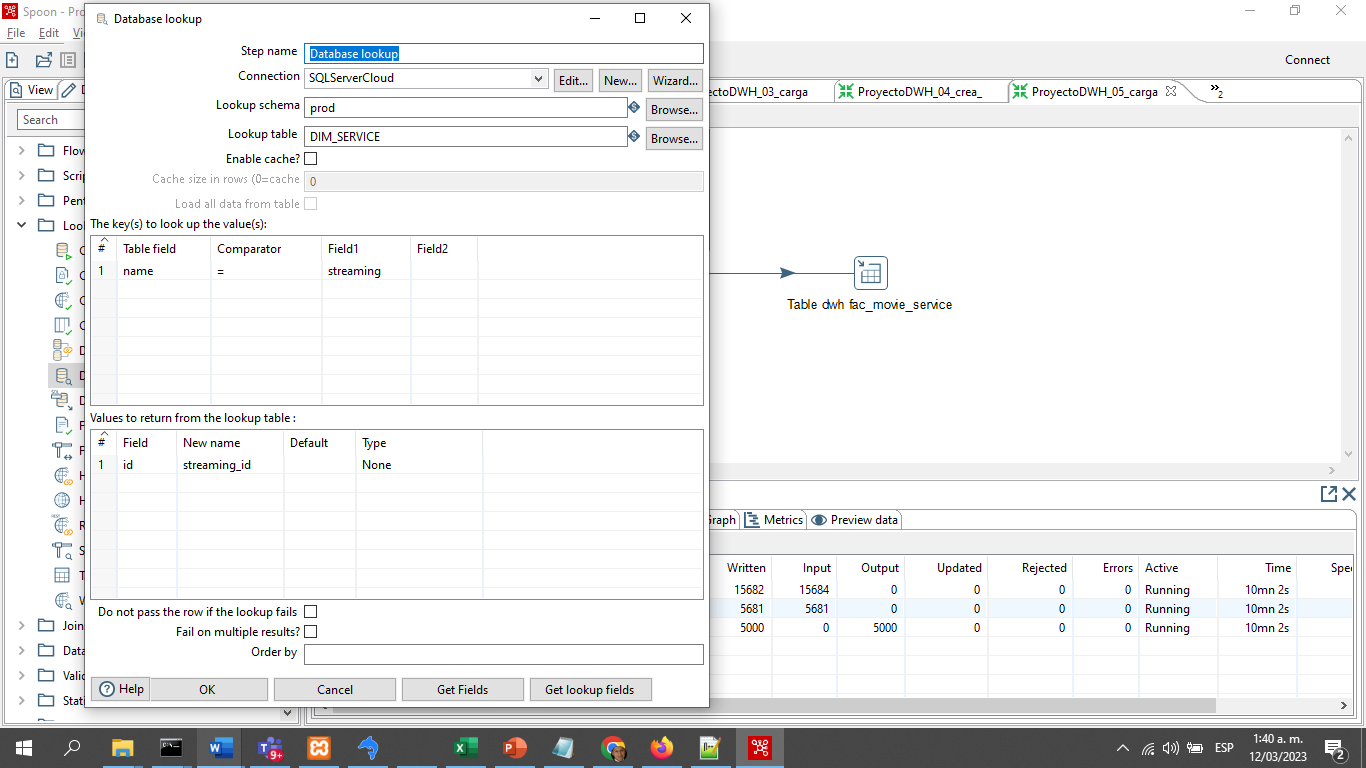 Spoon - Pro
Database lookup
File Edit Vi
Connect
View
Search
Flow
Scrip
Pent
Look
Join
Data
Vali
Stati
Step name Database lookup
Connection SQLServerCloud Edit... New... Wizard...
Lookup schema prod Browse...
Lookup table DIM_SERVICE Browse...
Enable cache?
Cache size in rows (0=cache 0
Load all data from table
The key(s) to look up the value(s):
# Table field Comparator Field1 Field2
1 name = streaming
Values to return from the lookup table :
# Field New name Default Type
1 id streaming_id None
Do not pass the row if the lookup fails
Fail on multiple results?
Order by
Help OK Cancel Get Fields Get lookup fields
ectoDWH_03_carga ProyectoDWH_04_crea_ ProyectoDWH_05_carga 2
Table dwh fac_movie_service
Graph Metrics Preview data
Written Input Output Updated Rejected Errors Active Time Spee
15682 15684 0 0 0 0 Running 10mn 2s
5681 5681 0 0 0 0 Running 10mn 2s
5000 0 5000 0 0 0 Running 10mn 2s
9+
ESP
1:40 a. m.
12/03/2023
2